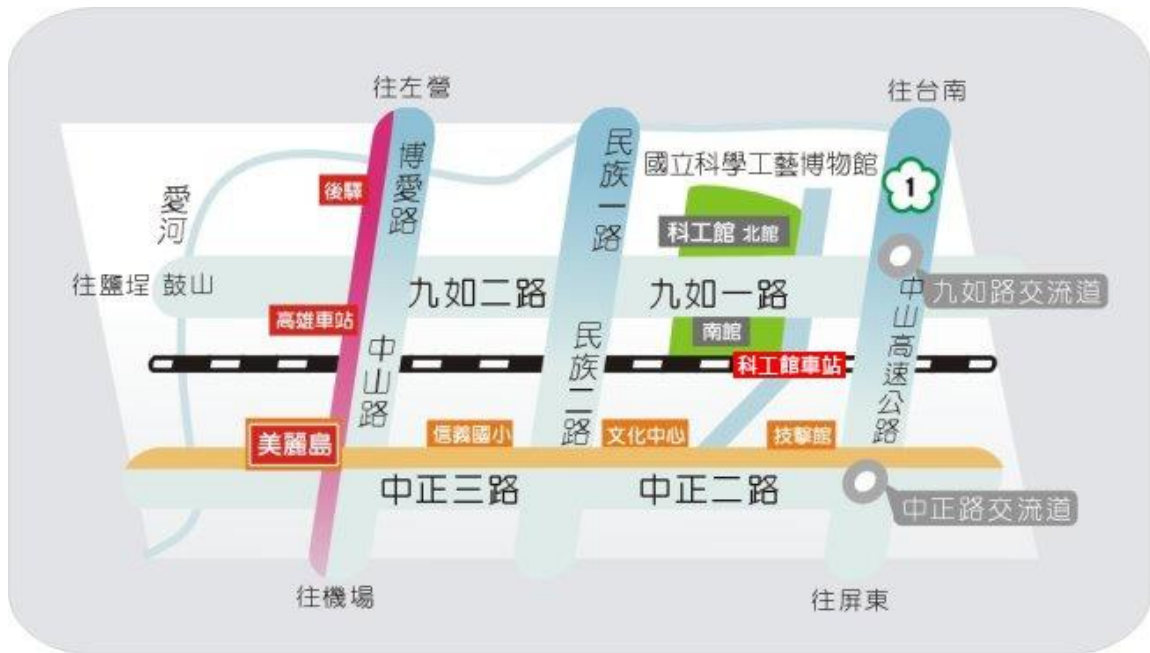 往左營
往台南
博愛路
民族一路
國立科學工藝博物館
1
後驛
愛河
科工館 北館
往鹽埕 鼓山
九如二路
九如一路
九如路交流道
高雄車站
中山路
民族二路
南館
科工館車站
中山高速公路
美麗島
信義國小
文化中心
技擊館
中正三路
中正二路
中正路交流道
往機場
往屏東